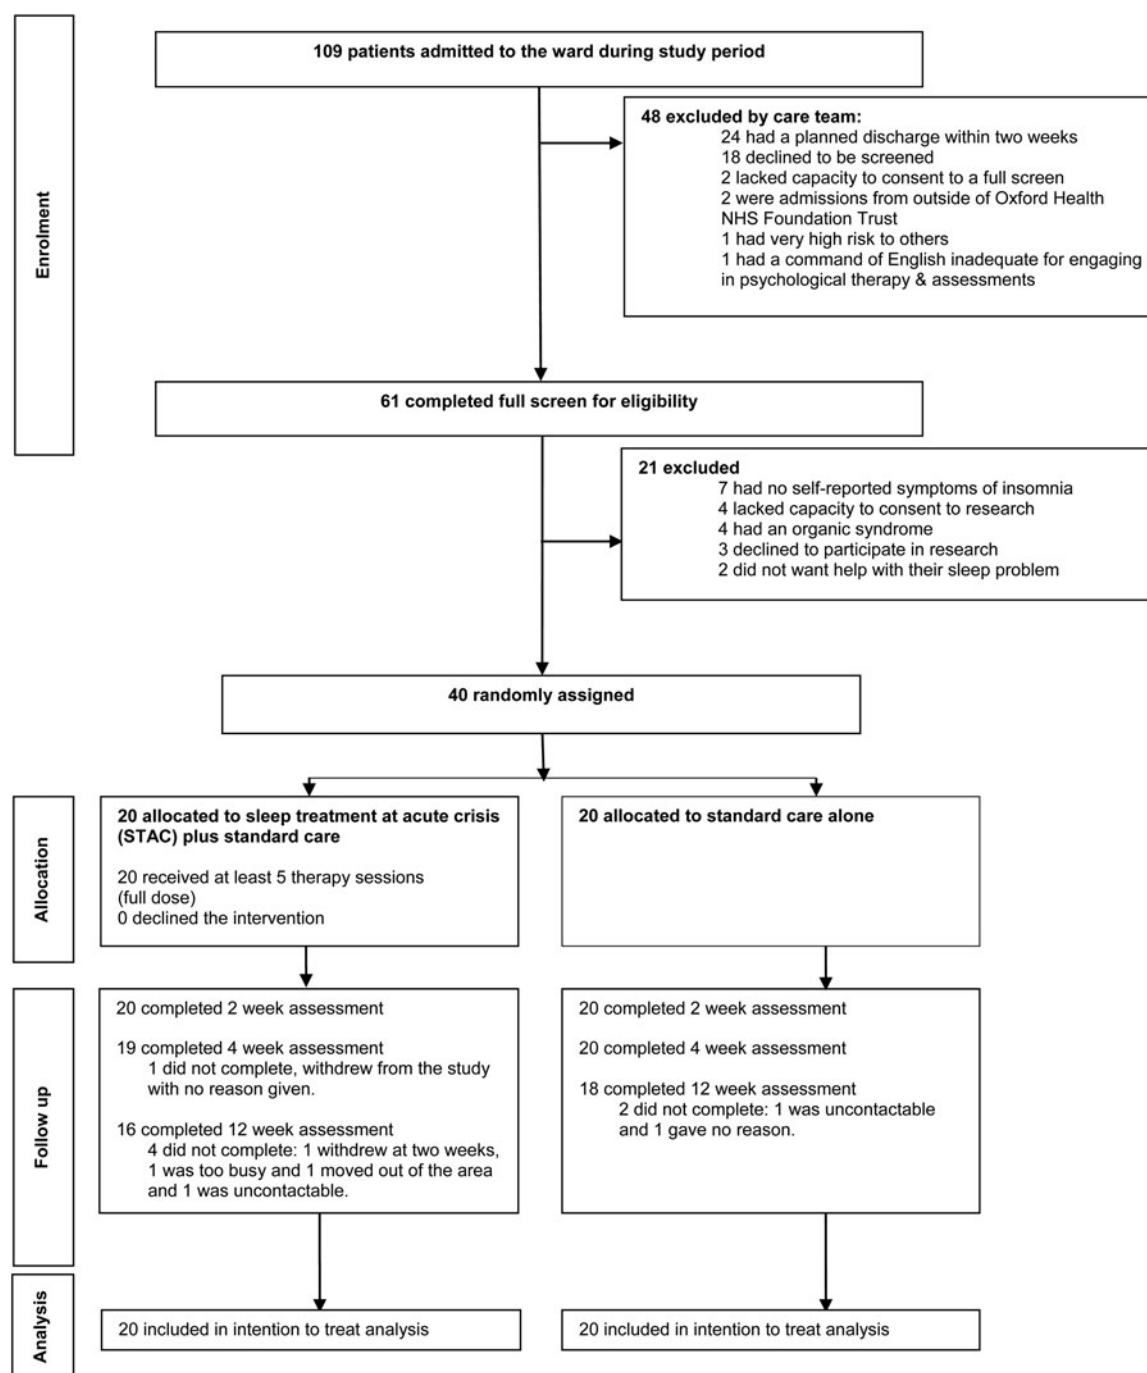 109 patients admitted to the ward during study period
48 excluded by care team:
24 had a planned discharge within two weeks
18 declined to be screened
2 lacked capacity to consent to a full screen
2 were admissions from outside of Oxford Health
NHS Foundation Trust
1 had very high risk to others
1 had a command of English inadequate for engaging
in psychological therapy & assessments
Enrolment
61 completed full screen for eligibility
21 excluded
7 had no self-reported symptoms of insomnia
4 lacked capacity to consent to research
4 had an organic syndrome
3 declined to participate in research
2 did not want help with their sleep problem
40 randomly assigned
Allocation
20 allocated to sleep treatment at acute crisis
(STAC) plus standard care
20 received at least 5 therapy sessions
(full dose)
0 declined the intervention
20 allocated to standard care alone
Follow up
20 completed 2 week assessment
19 completed 4 week assessment
1 did not complete, withdrew from the study
with no reason given.
16 completed 12 week assessment
4 did not complete: 1 withdrew at two weeks,
1 was too busy and 1 moved out of the area
and 1 was uncontactable.
20 completed 2 week assessment
20 completed 4 week assessment
18 completed 12 week assessment
2 did not complete: 1 was uncontactable
and 1 gave no reason.
Analysis
20 included in intention to treat analysis
20 included in intention to treat analysis